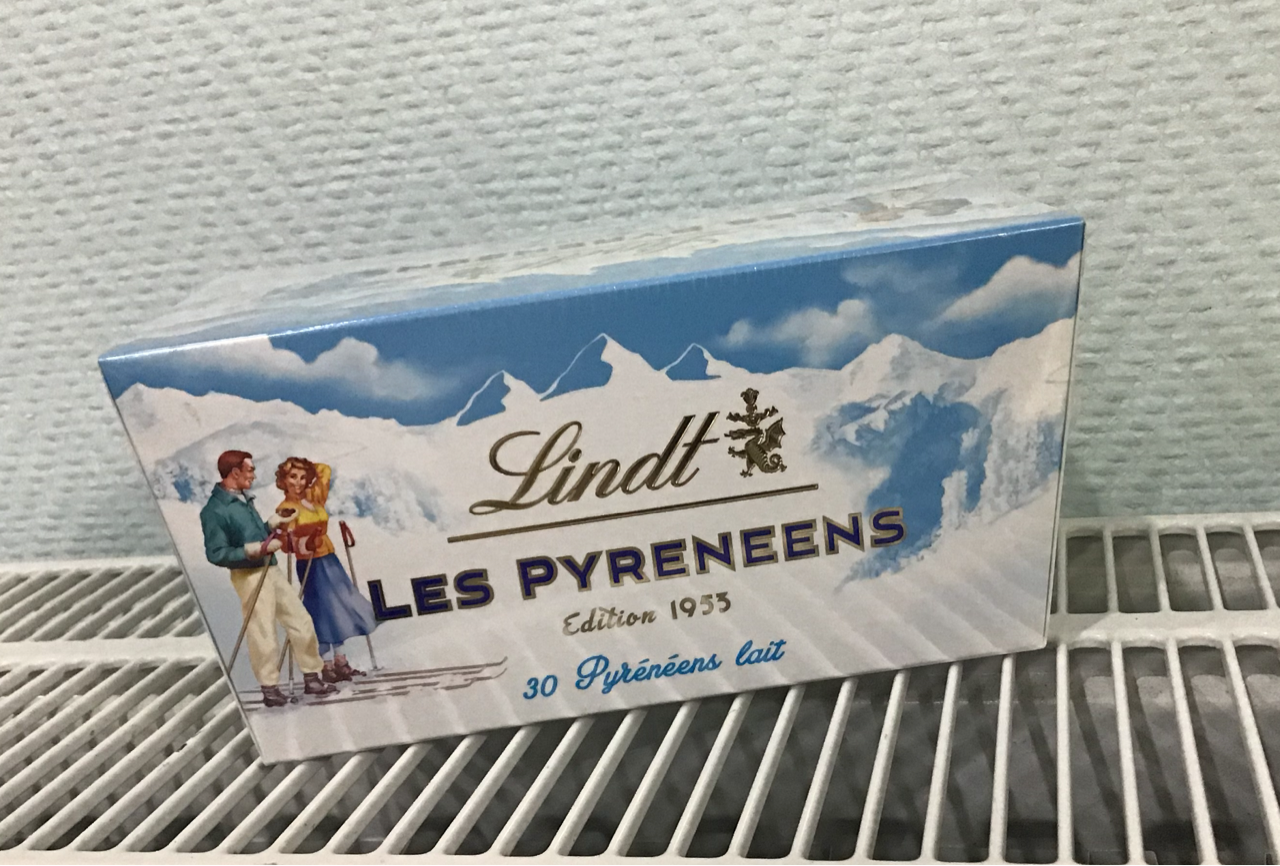 Lindt
LES PYRENEENS
Edition 1953
30 Pyrénéens lait